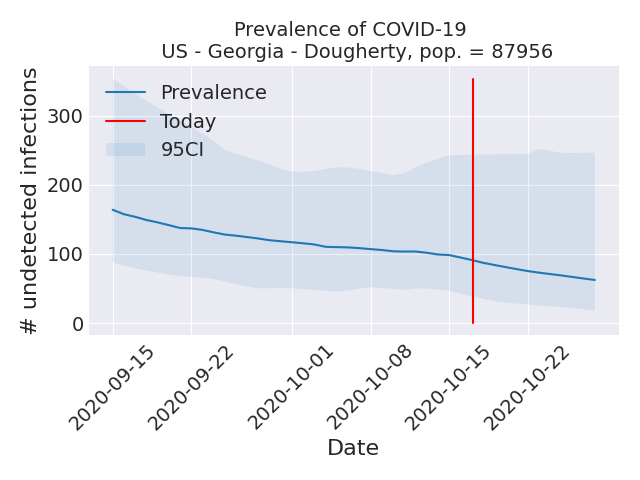 Prevalence of COVID-19
US - Georgia - Dougherty, pop. = 87956
# undetected infections
300
200
100
0
Prevalence
Today
95CI
2020-09-15
2020-09-22
2020-10-01
2020-10-08
2020-10-15
2020-10-22
Date